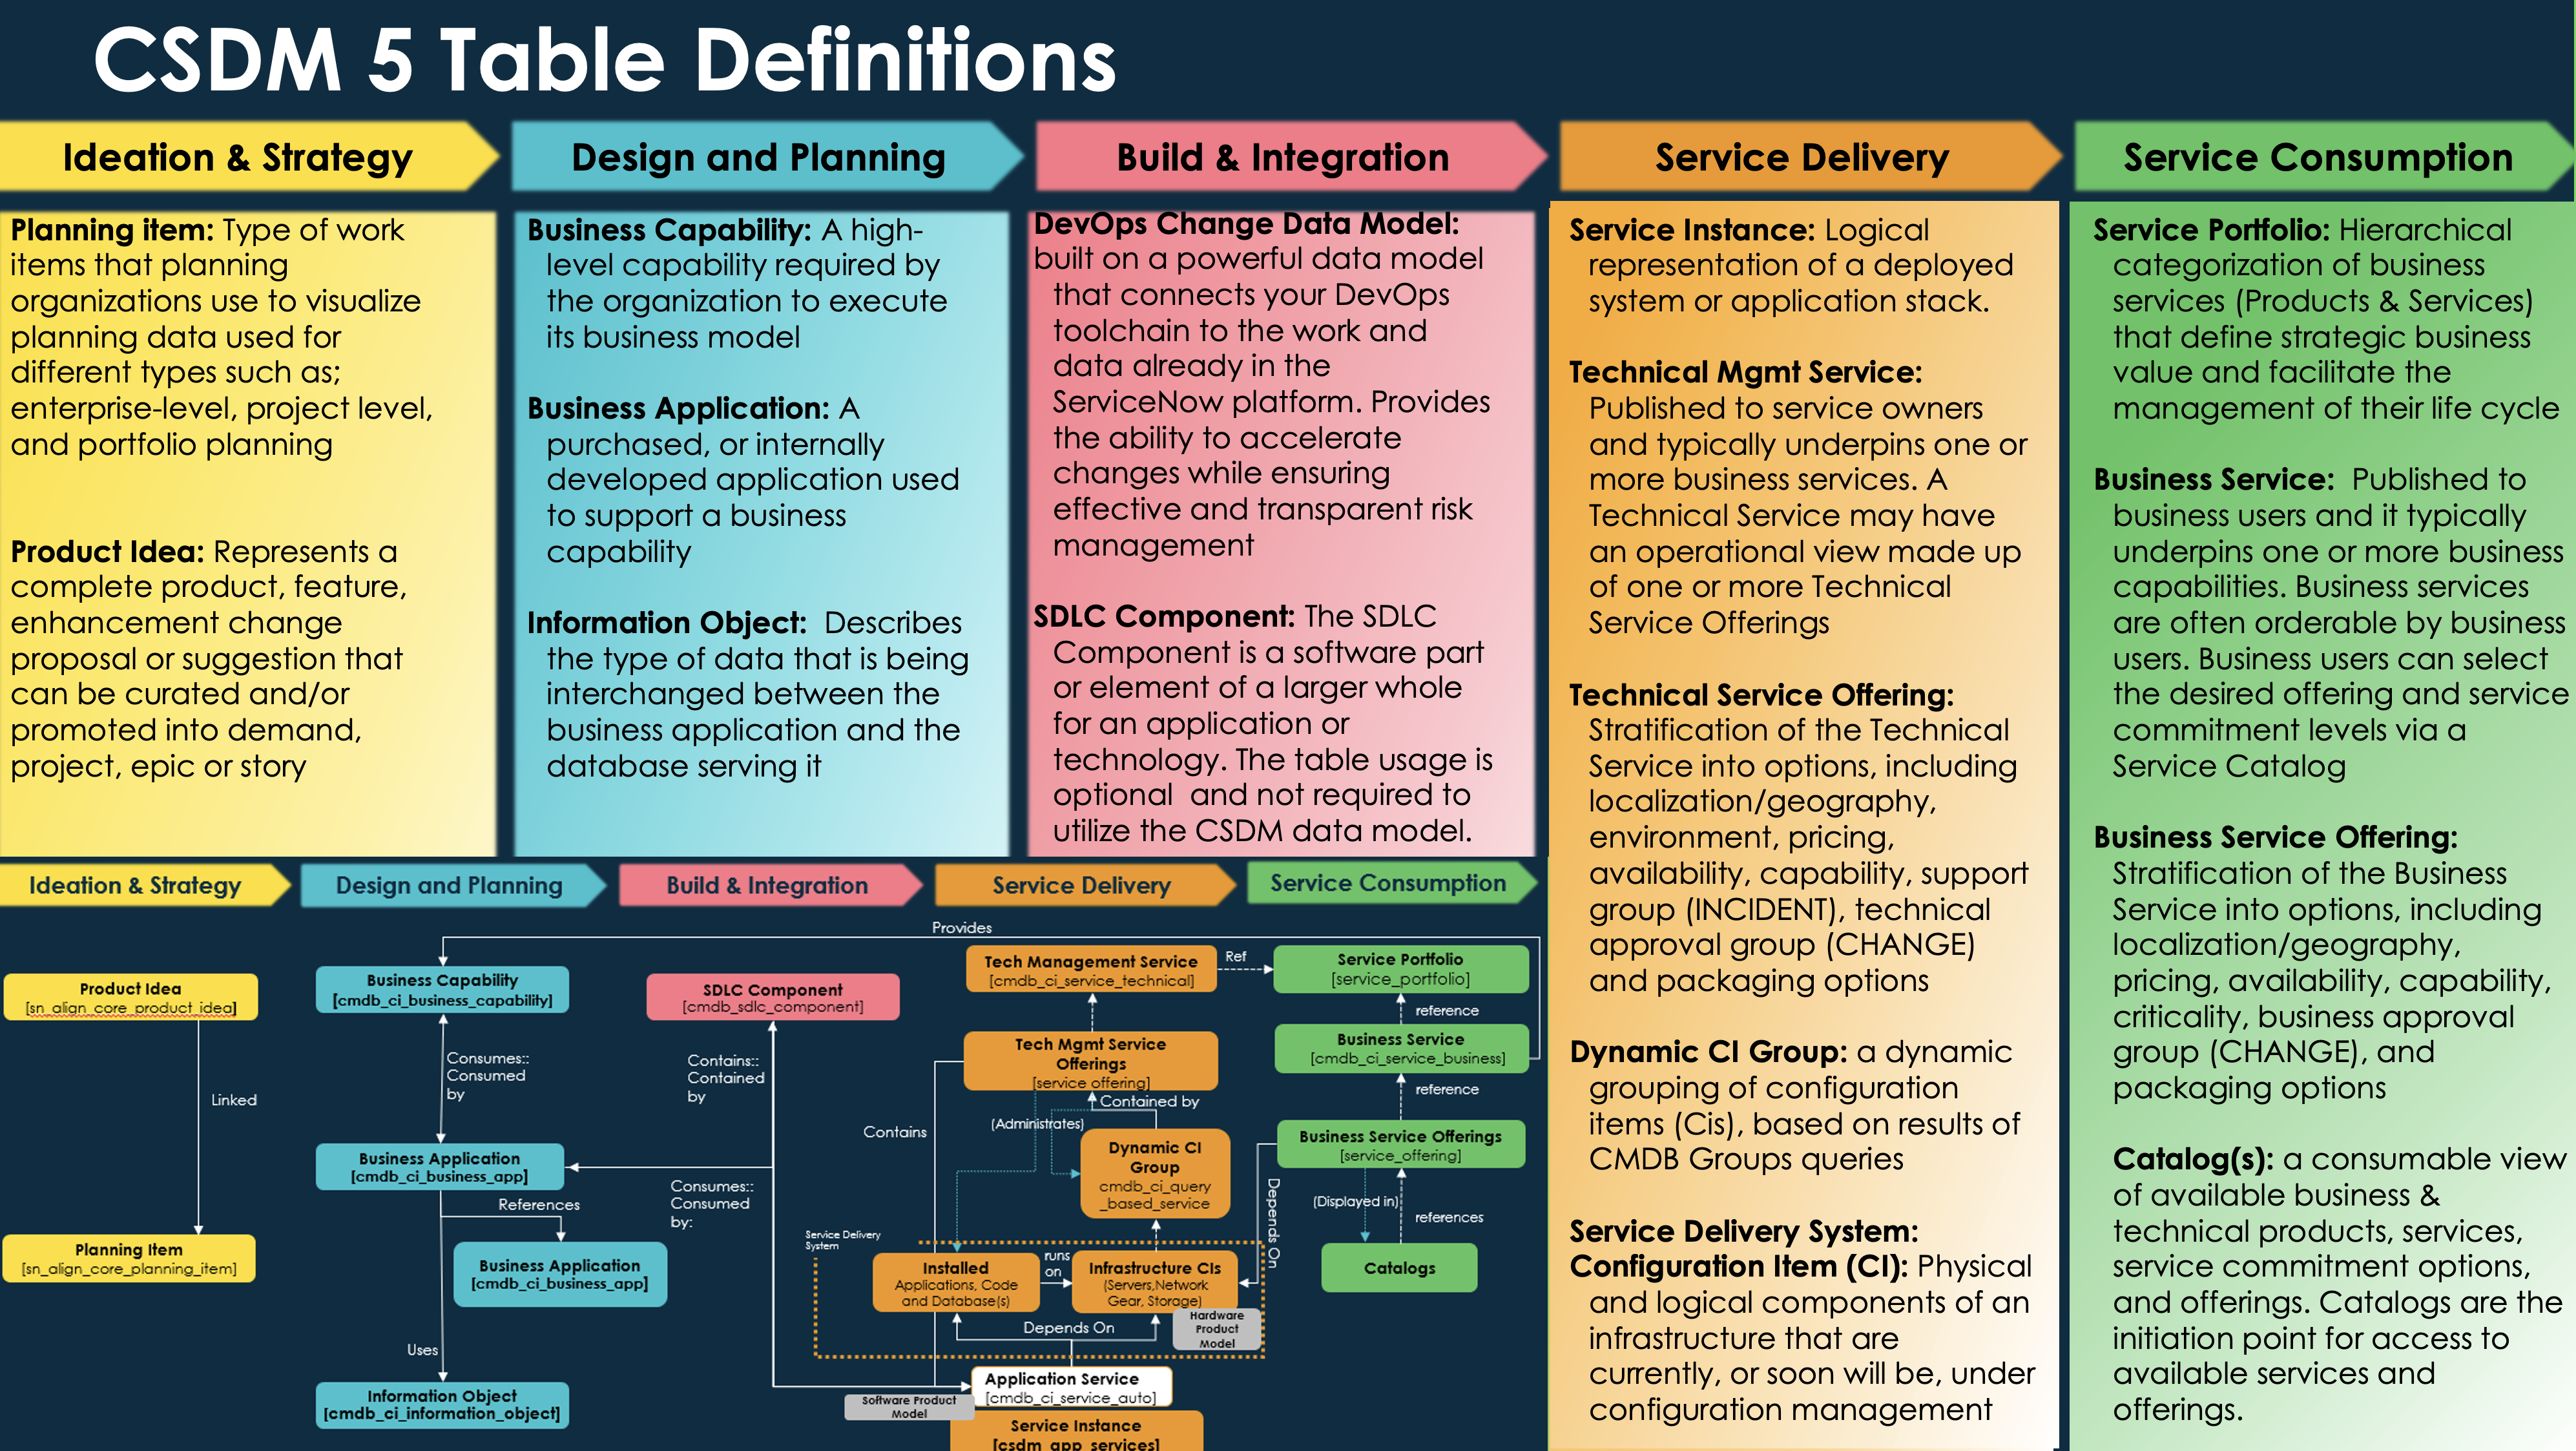 CSDM 5 Table Definitions
Ideation & Strategy
Planning item: Type of work
items that planning
organizations use to visualize
planning data used for
different types such as;
enterprise-level, project level,
and portfolio planning
Product Idea: Represents a
complete product, feature,
enhancement change
proposal or suggestion that
can be curated and/or
promoted into demand,
project, epic or story
Design and Planning
Business Capability: A high-
level capability required by
the organization to execute
its business model
Business Application: A
purchased, or internally
developed application used
to support a business
capability
Information Object:  Describes
the type of data that is being
interchanged between the
business application and the
database serving it
Build & Integration
DevOps Change Data Model:
built on a powerful data model
that connects your DevOps
toolchain to the work and
data already in the
ServiceNow platform. Provides
the ability to accelerate
changes while ensuring
effective and transparent risk
management
SDLC Component: The SDLC
Component is a software part
or element of a larger whole
for an application or
technology. The table usage is
optional  and not required to
utilize the CSDM data model.
Service Delivery
Service Instance: Logical
representation of a deployed
system or application stack.
Technical Mgmt Service:
Published to service owners
and typically underpins one or
more business services. A
Technical Service may have
an operational view made up
of one or more Technical
Service Offerings
Technical Service Offering:
Stratification of the Technical
Service into options, including
localization/geography,
environment, pricing,
availability, capability, support
group (INCIDENT), technical
approval group (CHANGE)
and packaging options
Dynamic CI Group: a dynamic
grouping of configuration
items (Cis), based on results of
CMDB Groups queries
Service Delivery System:
Configuration Item (CI): Physical
and logical components of an
infrastructure that are
currently, or soon will be, under
configuration management
Service Consumption
Service Portfolio: Hierarchical
categorization of business
services (Products & Services)
that define strategic business
value and facilitate the
management of their life cycle
Business Service:  Published to
business users and it typically
underpins one or more business
capabilities. Business services
are often orderable by business
users. Business users can select
the desired offering and service
commitment levels via a
Service Catalog
Business Service Offering:
Stratification of the Business
Service into options, including
localization/geography,
pricing, availability, capability,
criticality, business approval
group (CHANGE), and
packaging options
Catalog(s): a consumable view
of available business &
technical products, services,
service commitment options,
and offerings. Catalogs are the
initiation point for access to
available services and
offerings.
Ideation & Strategy
Design and Planning
Build & Integration
Service Delivery
Service Consumption
Provides
Product Idea
[sn_align_core_product_idea]
Linked
Planning Item
[sn_align_core_planning_item]
Business Capability
[cmdb_ci_business_capability]
Consumes::
Consumed
by
Business Application
[cmdb_ci_business_app]
References
Business Application
[cmdb_ci_business_app]
Uses
Information Object
[cmdb_ci_information_object]
SDLC Component
[cmdb_sdlc_component]
Contains::
Contained
by
Consumes::
Consumed
by:
Tech Management Service
[cmdb_ci_service_technical]
Ref
Tech Mgmt Service
Offerings
[service offering]
Contained by
(Administrates)
Contains
Dynamic CI
Group
cmdb_ci_query
_based_service
Service Delivery
System
Installed
Applications, Code
and Database(s)
runs
on
Infrastructure CIs
(Servers,Network
Gear, Storage)
Hardware
Product
Model
Depends On
Application Service
[cmdb_ci_service_auto]
Software Product
Model
Service Instance
[csdm_app_services]
Service Portfolio
[service_portfolio]
reference
Business Service
[cmdb_ci_service_business]
reference
Business Service Offerings
[service_offering]
Depends On
(Displayed in)
references
Catalogs